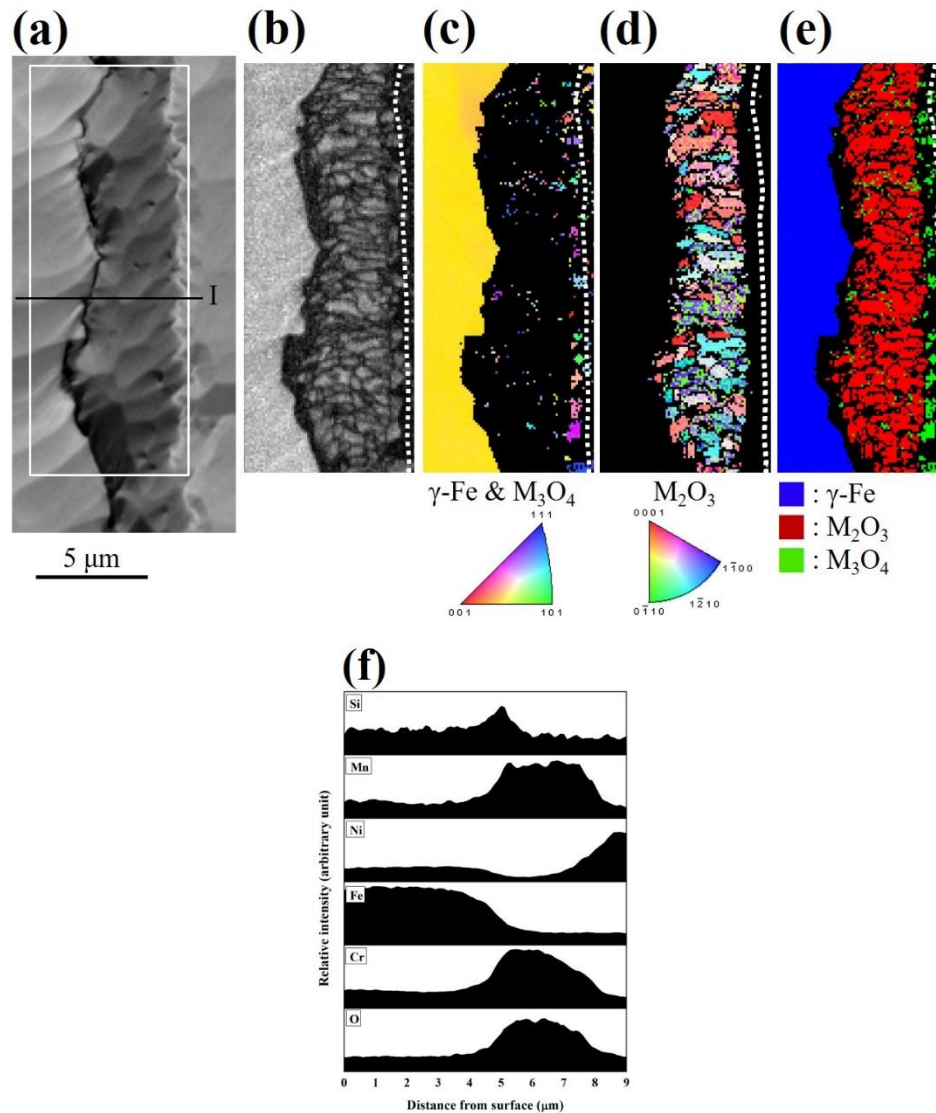 (a) (b) (c) (d) (e)
I
5 μm
γ-Fe & M₃O₄
111
001
101
M₂O₃
0001
1̄100
12̄10
01̄10
: γ-Fe
: M₂O₃
: M₃O₄
(f)
Si
Mn
Ni
Fe
Cr
O
Relative intensity (arbitrary unit)
0 1 2 3 4 5 6 7 8 9
Distance from surface (μm)